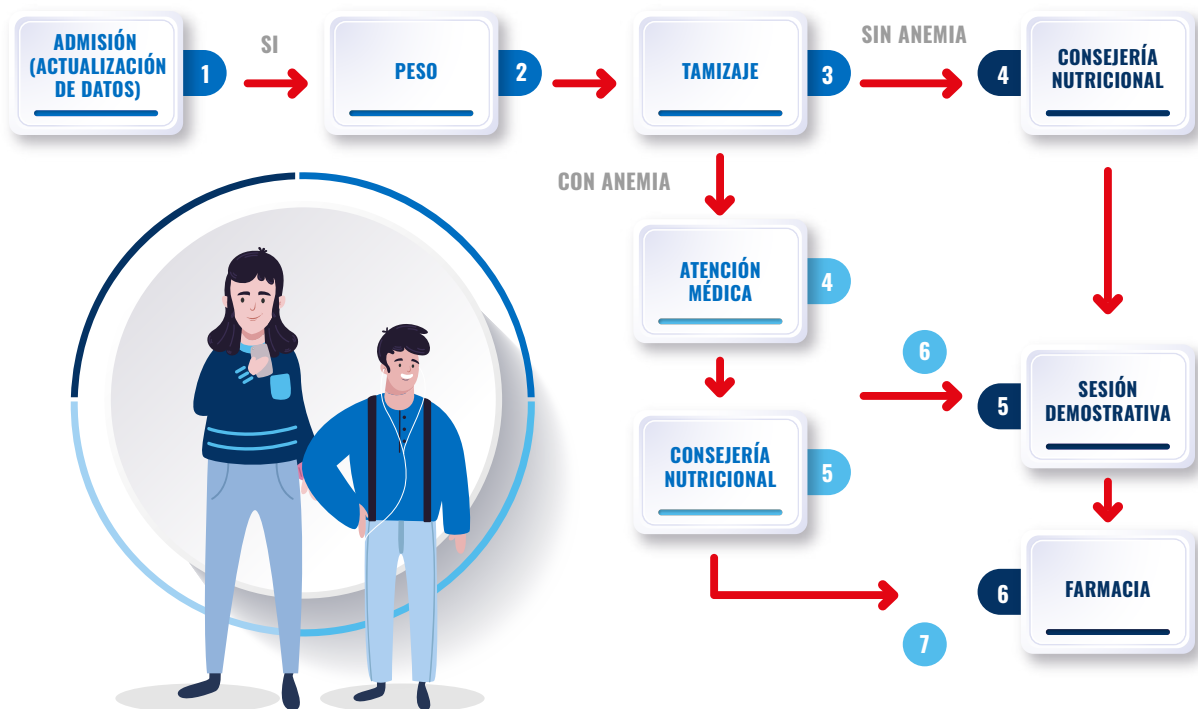 ADMISIÓN
(ACTUALIZACIÓN
DE DATOS)
1
SI
PESO
2
TAMIZAJE
3
SIN ANEMIA
4
CONSEJERÍA
NUTRICIONAL
CON ANEMIA
ATENCIÓN
MÉDICA
4
6
5
SESIÓN
DEMOSTRATIVA
CONSEJERÍA
NUTRICIONAL
5
6
FARMACIA
7